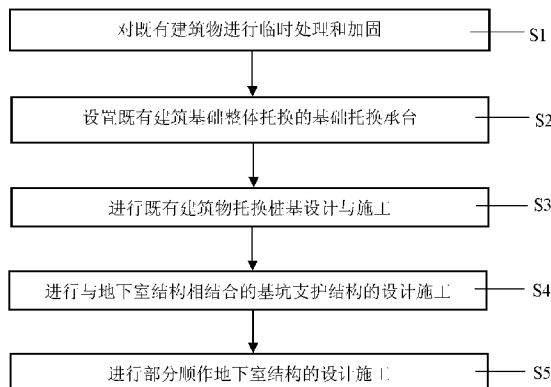 对既有建筑物进行临时处理和加固
S1
设置既有建筑基础整体托换的基础托换承台
S2
进行既有建筑物托换桩基设计与施工
S3
进行与地下室结构相结合的基坑支护结构的设计施工
S4
进行部分顺作地下室结构的设计施工
S5